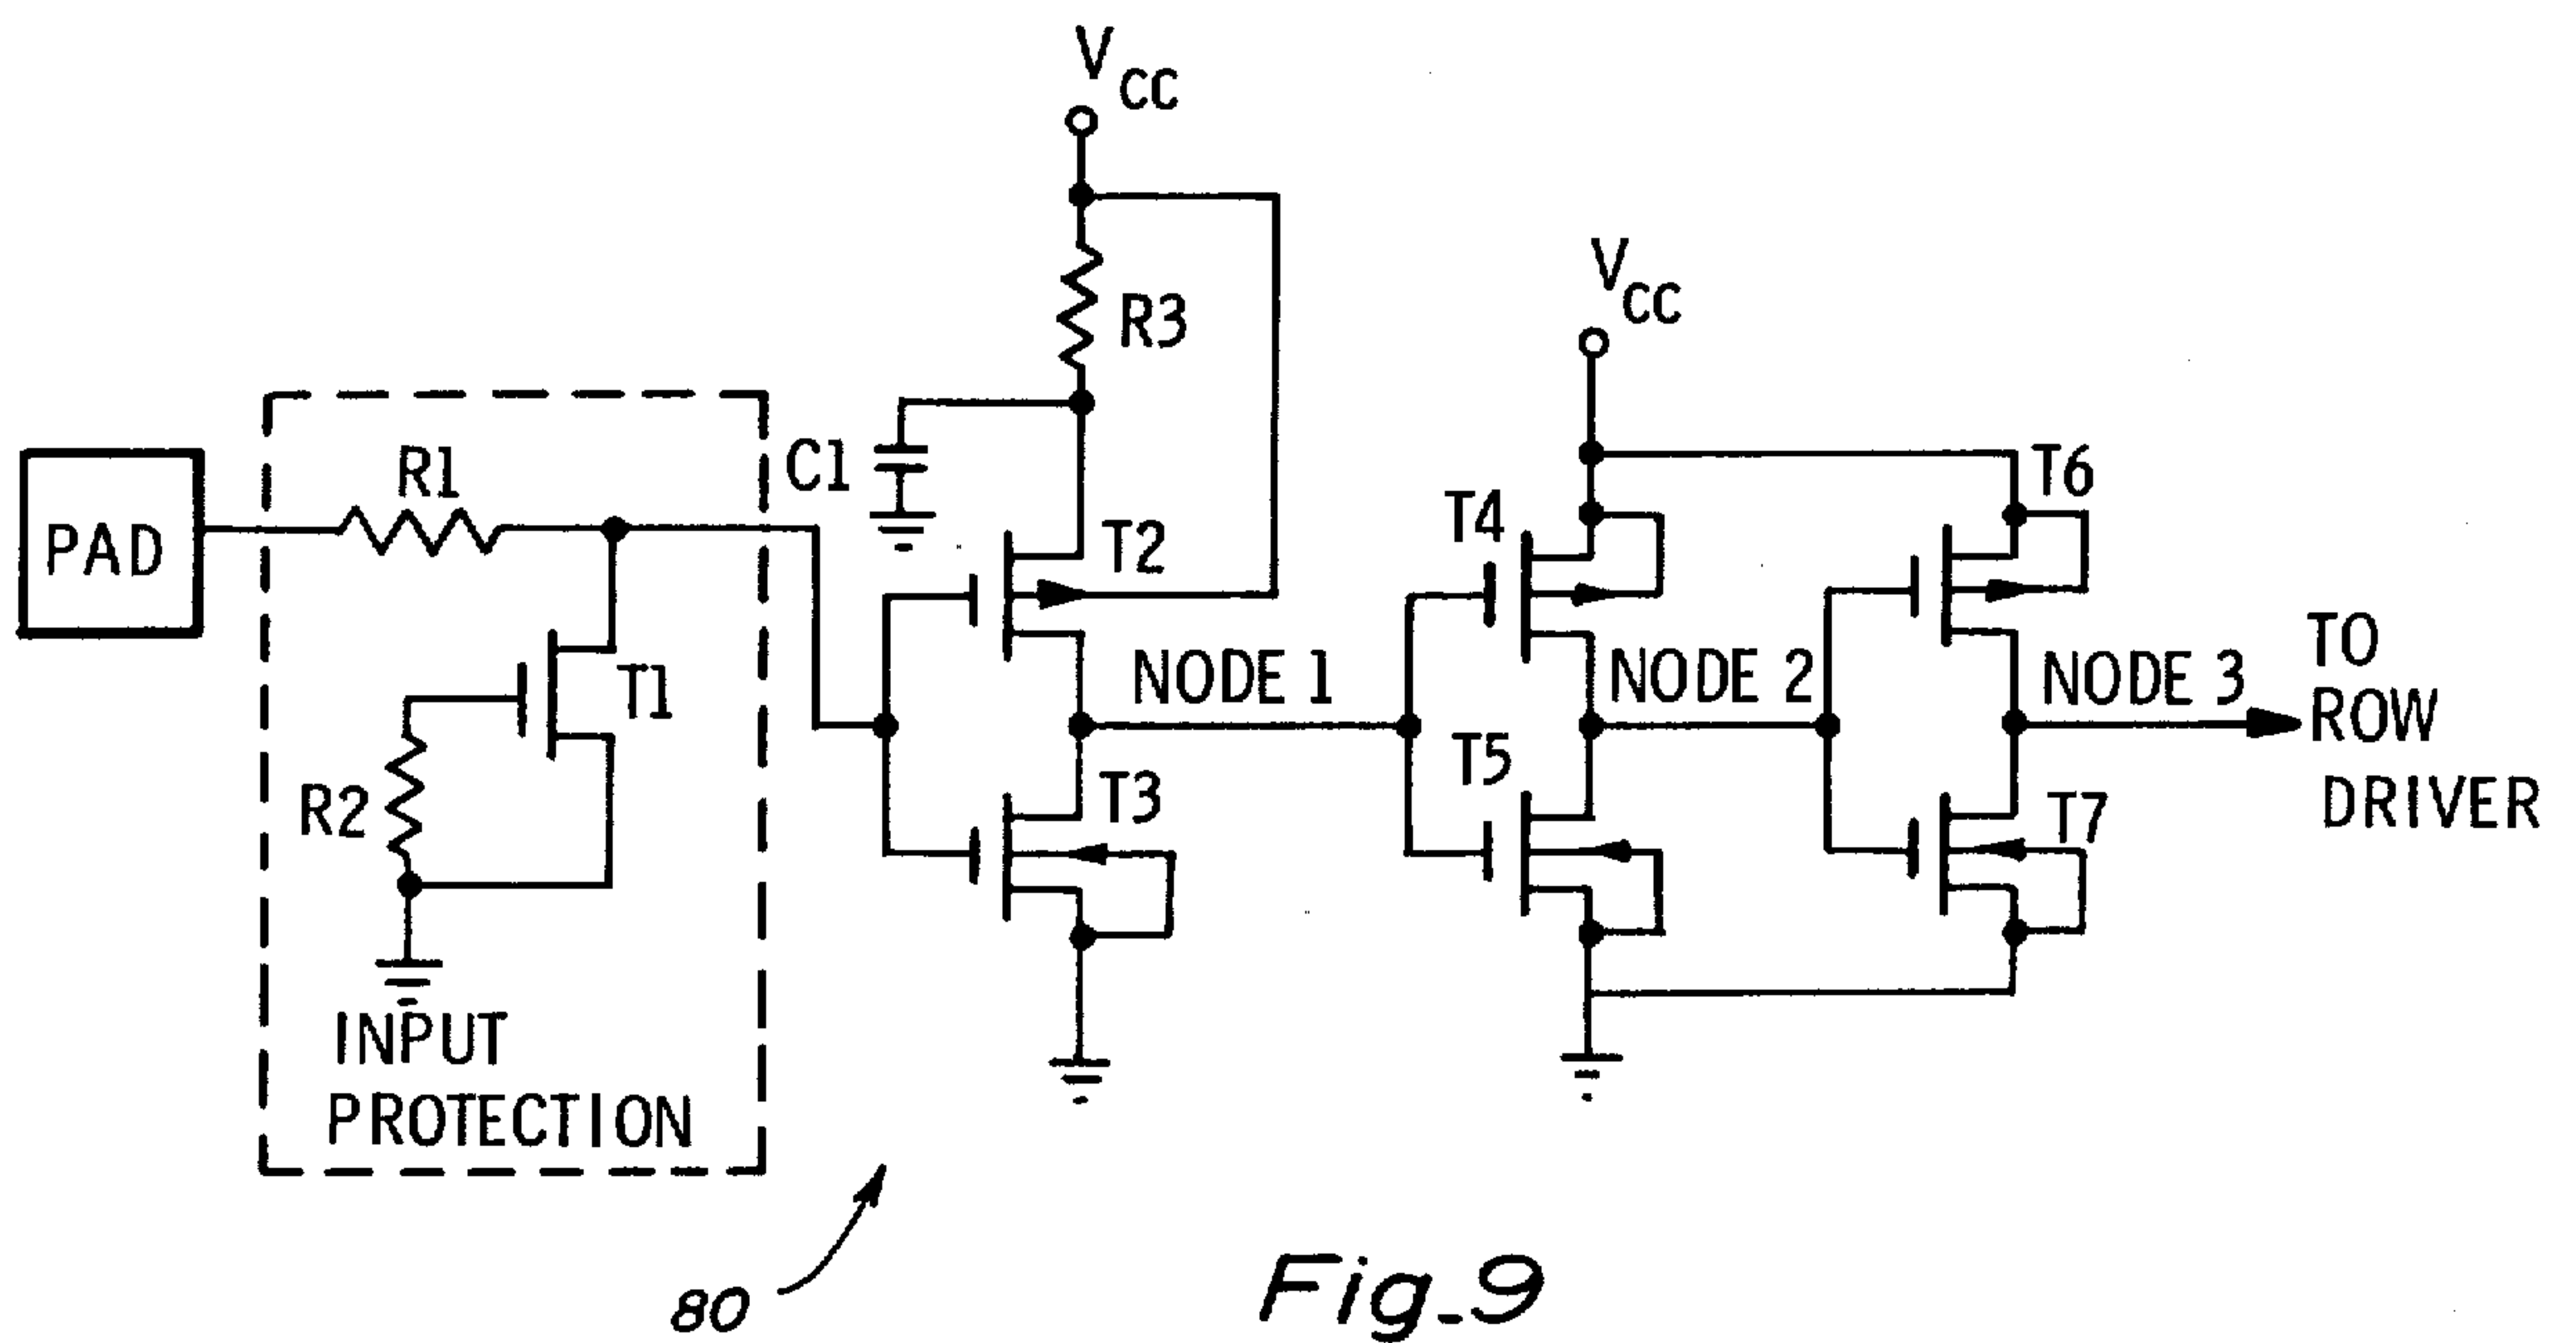 V
CC
R3
V
CC
R1
C1
T6
PAD
T2
T4
T1
NODE 1
NODE 2
NODE 3
TO
ROW
DRIVER
R2
T3
T5
T7
INPUT
PROTECTION
80
Fig_9